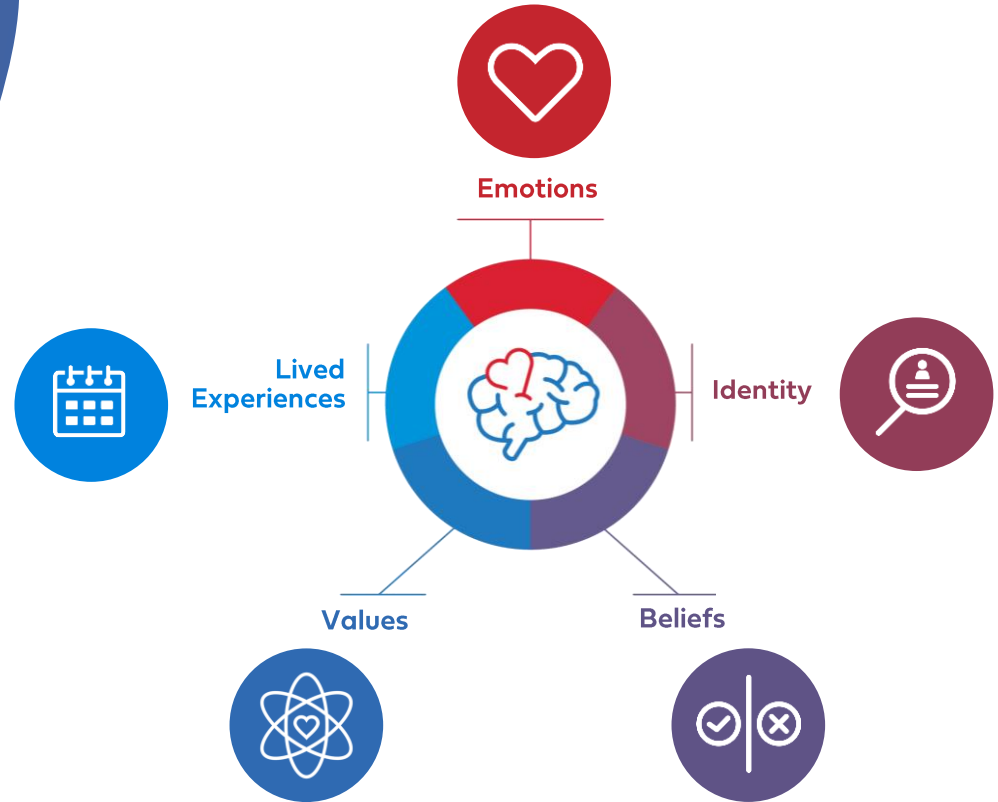 Emotions
Lived
Experiences
Identity
Values
Beliefs